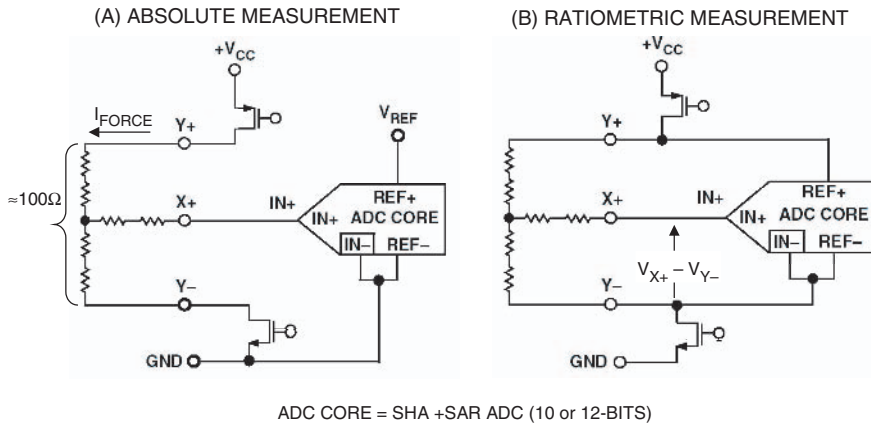 (A) ABSOLUTE MEASUREMENT
(B) RATIOMETRIC MEASUREMENT
+VCC
IFORCE
Y+
VREF
≈100Ω
X+
IN+
REF+
IN+
ADC CORE
IN–
REF–
Y–
GND
+VCC
Y+
X+
IN+
REF+
IN+
ADC CORE
IN–
REF–
VX+ – VY–
Y–
GND
ADC CORE = SHA +SAR ADC (10 or 12-BITS)